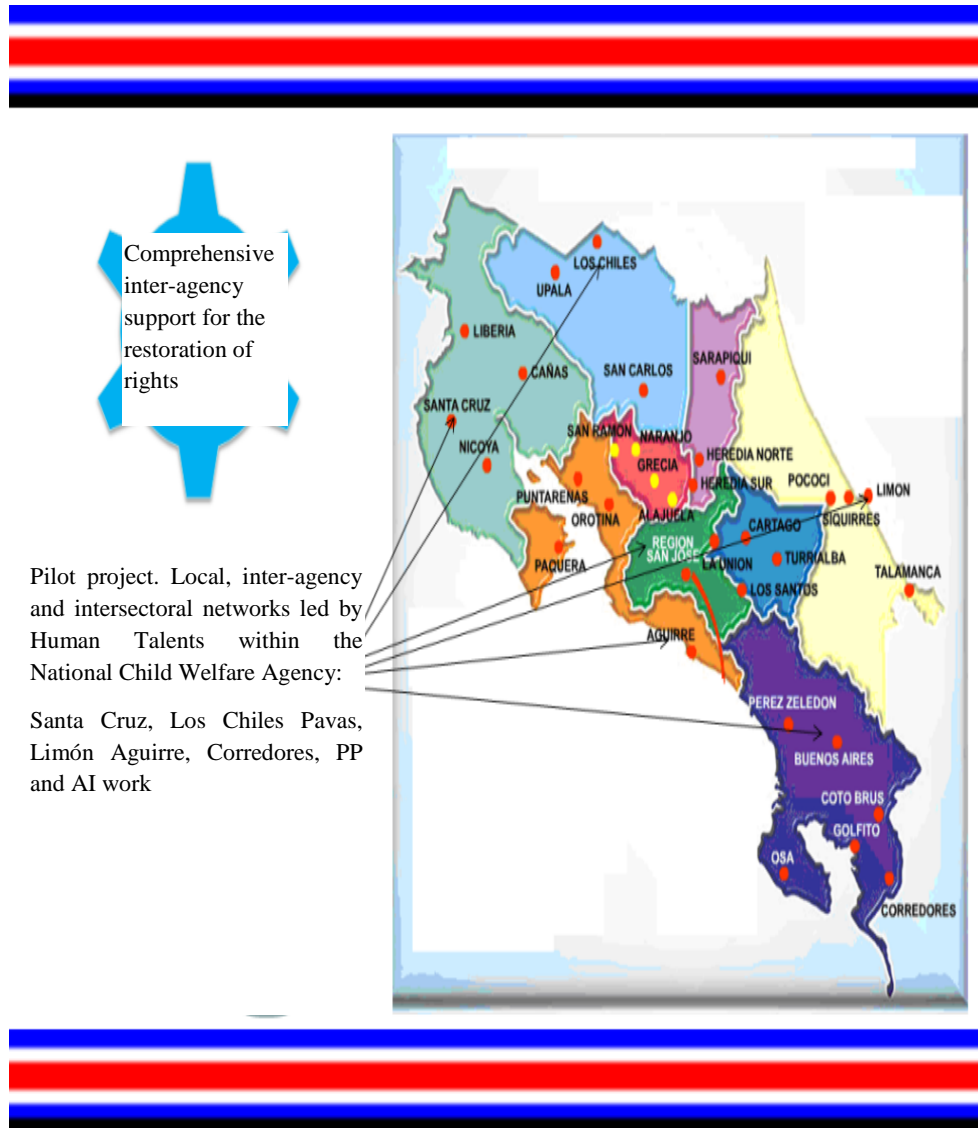 Comprehensive
inter-agency
support for the
restoration of
rights
Pilot project. Local, inter-agency
and intersectoral networks led by
Human Talents within the
National Child Welfare Agency:
Santa Cruz, Los Chiles Pavas,
Limón Aguirre, Corredores, PP
and AI work
LOS CHILES
UPALA
LIBERIA
CAÑAS
SAN CARLOS
SARAPIQUI
SANTA CRUZ
NICOYA
SAN RAMON
NARANJO
GRECIA
HEREDIA NORTE
HEREDIA SUR
POCOCI
LIMON
SIQUIRRES
PUNTARENAS
OROTINA
ALAJUELA
CARTAGO
REGION
SAN JOSE
LA UNION
TURRIALBA
PAQUERA
LOS SANTOS
TALAMANCA
AGUIRRE
PEREZ ZELEDON
BUENOS AIRES
COTO BRUS
GOLFITO
OSA
CORREDORES